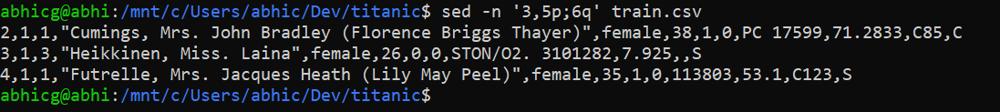 abhicg@abhi:/mnt/c/Users/abhic/Dev/titanic$ sed -n '3,5p;6q' train.csv
2,1,1,"Cumings, Mrs. John Bradley (Florence Briggs Thayer)",female,38,1,0,PC 17599,71.2833,C85,C
3,1,3,"Heikkinen, Miss. Laina",female,26,0,0,STON/O2. 3101282,7.925,,S
4,1,1,"Futrelle, Mrs. Jacques Heath (Lily May Peel)",female,35,1,0,113803,53.1,C123,S
abhicg@abhi:/mnt/c/Users/abhic/Dev/titanic$